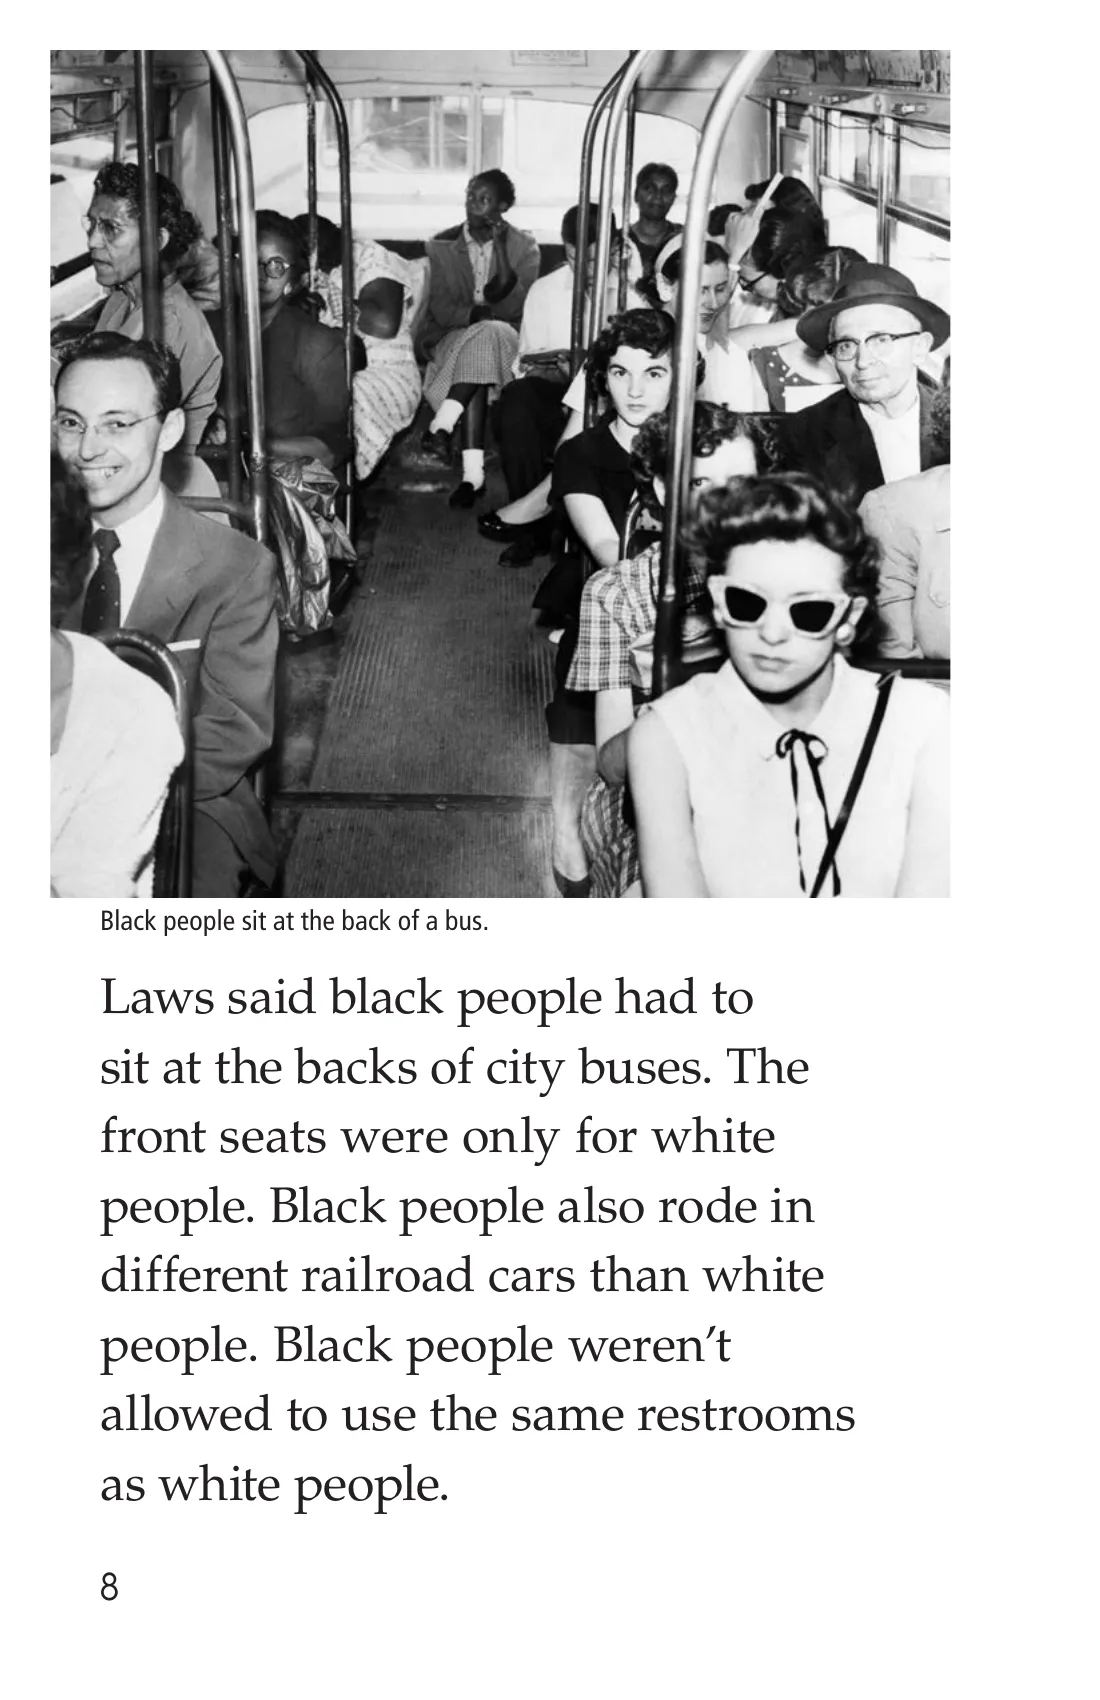 Black people sit at the back of a bus.
Laws said black people had to
sit at the backs of city buses. The
front seats were only for white
people. Black people also rode in
different railroad cars than white
people. Black people weren’t
allowed to use the same restrooms
as white people.
8